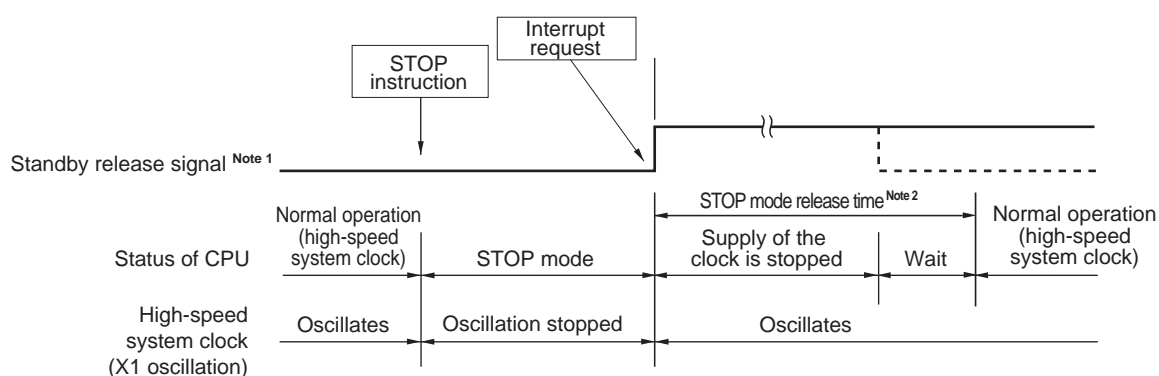 Interrupt
request
STOP
instruction
Standby release signal Note 1
STOP mode release time Note 2
Normal operation
(high-speed
system clock)
Supply of the
clock is stopped
Normal operation
(high-speed
system clock)
Status of CPU
STOP mode
Wait
High-speed
system clock
(X1 oscillation)
Oscillates
Oscillation stopped
Oscillates